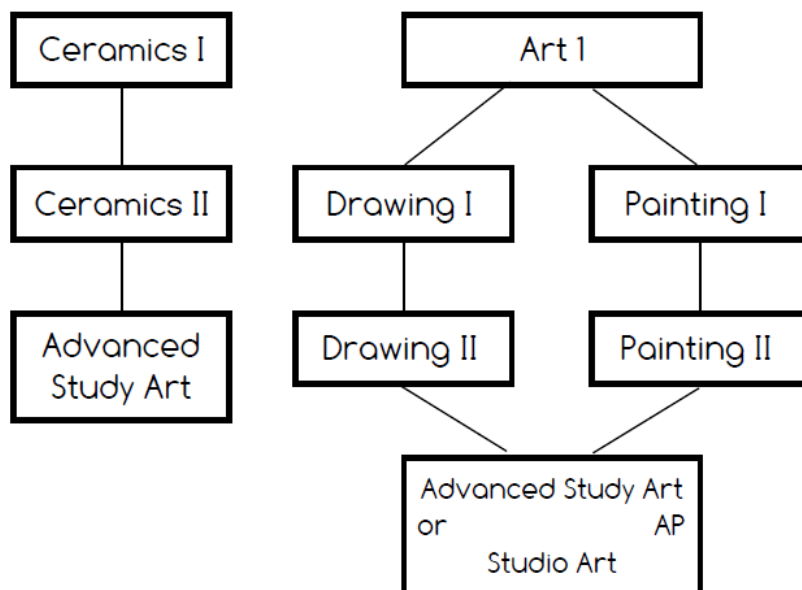 Ceramics I
Art 1
Ceramics II
Drawing I
Painting I
Advanced
Study Art
Drawing II
Painting II
Advanced Study Art
or AP
Studio Art